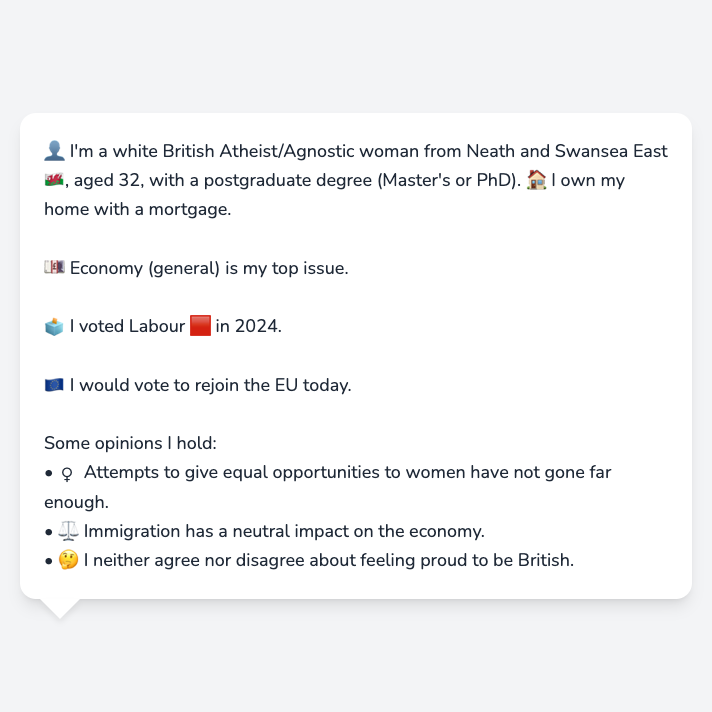 👤 I'm a white British Atheist/Agnostic woman from Neath and Swansea East
🏴󠁧󠁢󠁷󠁬󠁳󠁿, aged 32, with a postgraduate degree (Master's or PhD). 🏠 I own my
home with a mortgage.
💷 Economy (general) is my top issue.
🗳️ I voted Labour 🟥 in 2024.
🇪🇺 I would vote to rejoin the EU today.
Some opinions I hold:
• ♀️ Attempts to give equal opportunities to women have not gone far
enough.
• ⚖️ Immigration has a neutral impact on the economy.
• 🤔 I neither agree nor disagree about feeling proud to be British.